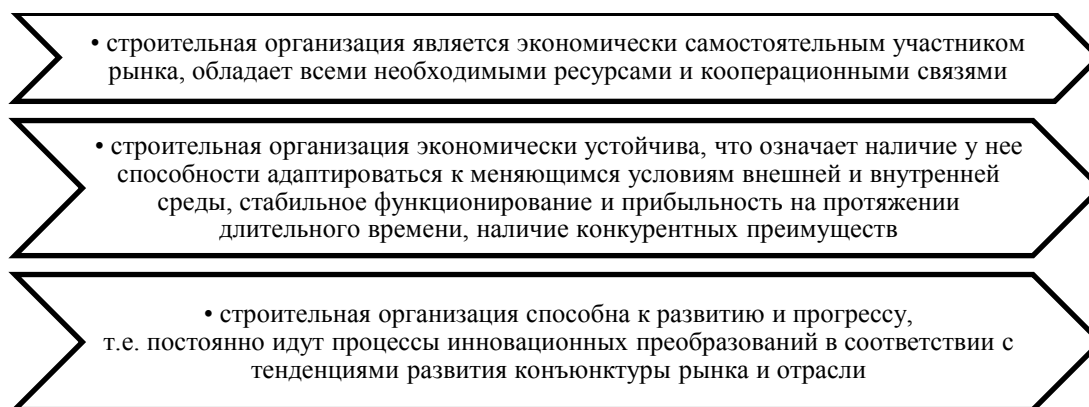 • строительная организация является экономически самостоятельным участником
рынка, обладает всеми необходимыми ресурсами и кооперационными связями
• строительная организация экономически устойчива, что означает наличие у нее
способности адаптироваться к меняющимся условиям внешней и внутренней
среды, стабильное функционирование и прибыльность на протяжении
длительного времени, наличие конкурентных преимуществ
• строительная организация способна к развитию и прогрессу,
т.е. постоянно идут процессы инновационных преобразований в соответствии с
тенденциями развития конъюнктуры рынка и отрасли